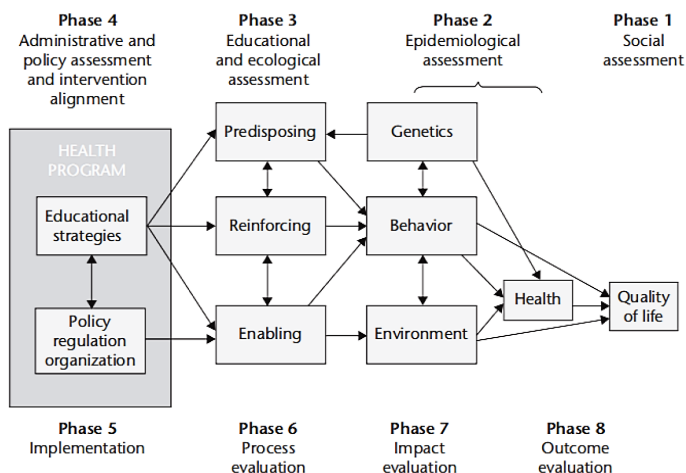 Phase 4
Administrative and
policy assessment
and intervention
alignment
Phase 3
Educational
and ecological
assessment
Phase 2
Epidemiological
assessment
Phase 1
Social
assessment
HEALTH
PROGRAM
Educational
strategies
Policy
regulation
organization
Predisposing
Reinforcing
Enabling
Genetics
Behavior
Environment
Health
Quality
of life
Phase 5
Implementation
Phase 6
Process
evaluation
Phase 7
Impact
evaluation
Phase 8
Outcome
evaluation